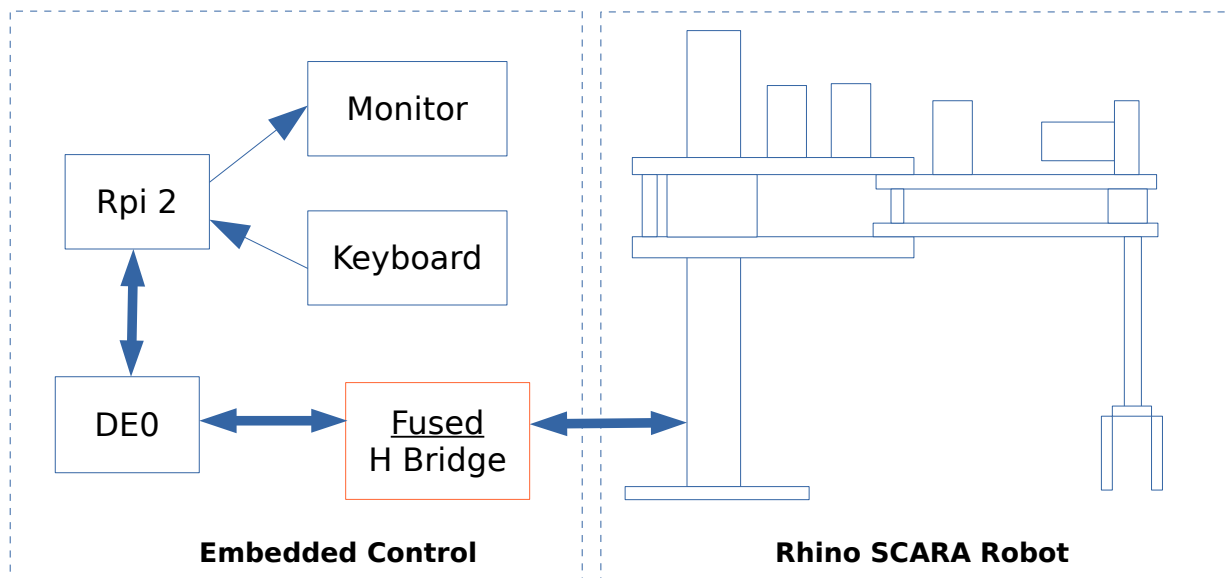 Monitor
Rpi 2
Keyboard
DE0
Fused
H Bridge
Embedded Control
Rhino SCARA Robot